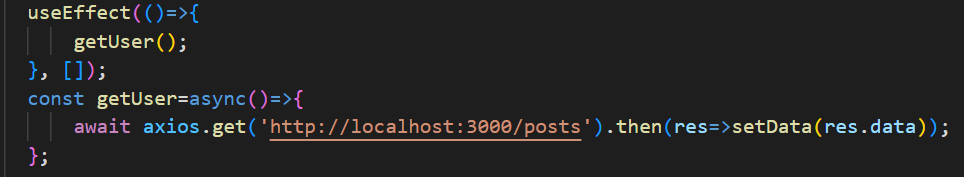 useEffect(()=>{
    getUser();
}, []);
const getUser=async()=>{
    await axios.get('http://localhost:3000/posts').then(res=>setData(res.data));
};